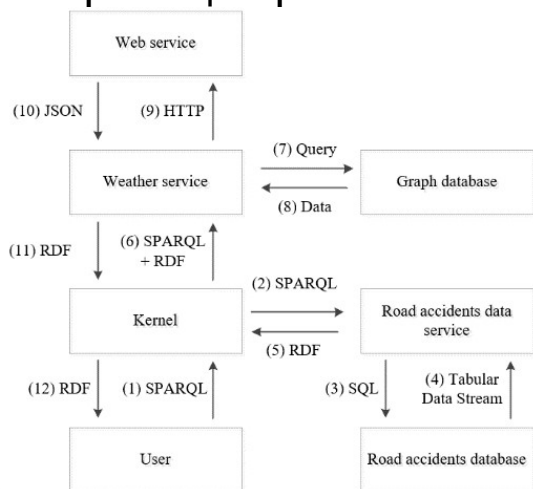 Web service
(10) JSON
(9) HTTP
(7) Query
Weather service
Graph database
(8) Data
(11) RDF
(6) SPARQL
+ RDF
(2) SPARQL
Kernel
Road accidents data
service
(5) RDF
(12) RDF
(1) SPARQL
(3) SQL
(4) Tabular
Data Stream
User
Road accidents database